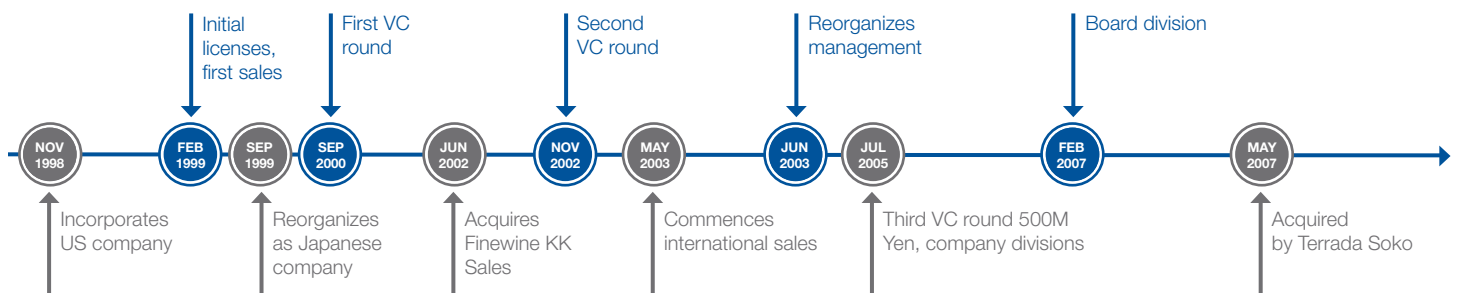 Initial
licenses,
first sales
First VC
round
Second
VC round
Reorganizes
management
Board division
NOV
1998
FEB
1999
SEP
1999
SEP
2000
JUN
2002
NOV
2002
MAY
2003
JUN
2003
JUL
2005
FEB
2007
MAY
2007
Incorporates
US company
Reorganizes
as Japanese
company
Acquires
Finewine KK
Sales
Commences
international sales
Third VC round 500M
Yen, company divisions
Acquired
by Terrada Soko